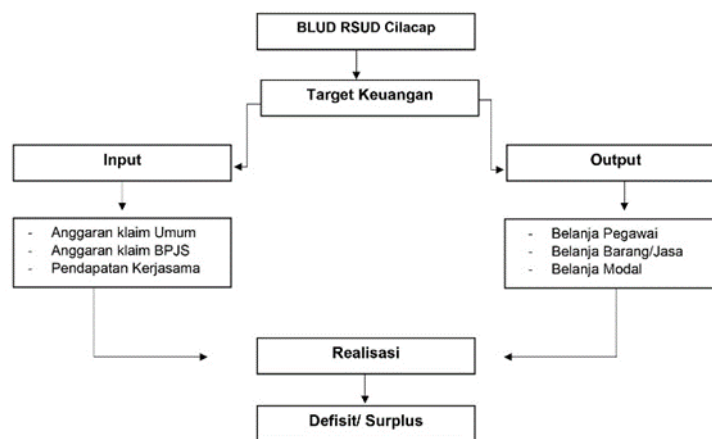 BLUD RSUD Cilacap
Target Keuangan
Input
Output
- Anggaran klaim Umum
- Anggaran klaim BPJS
- Pendapatan Kerjasama
- Belanja Pegawai
- Belanja Barang/Jasa
- Belanja Modal
Realisasi
Defisit/ Surplus